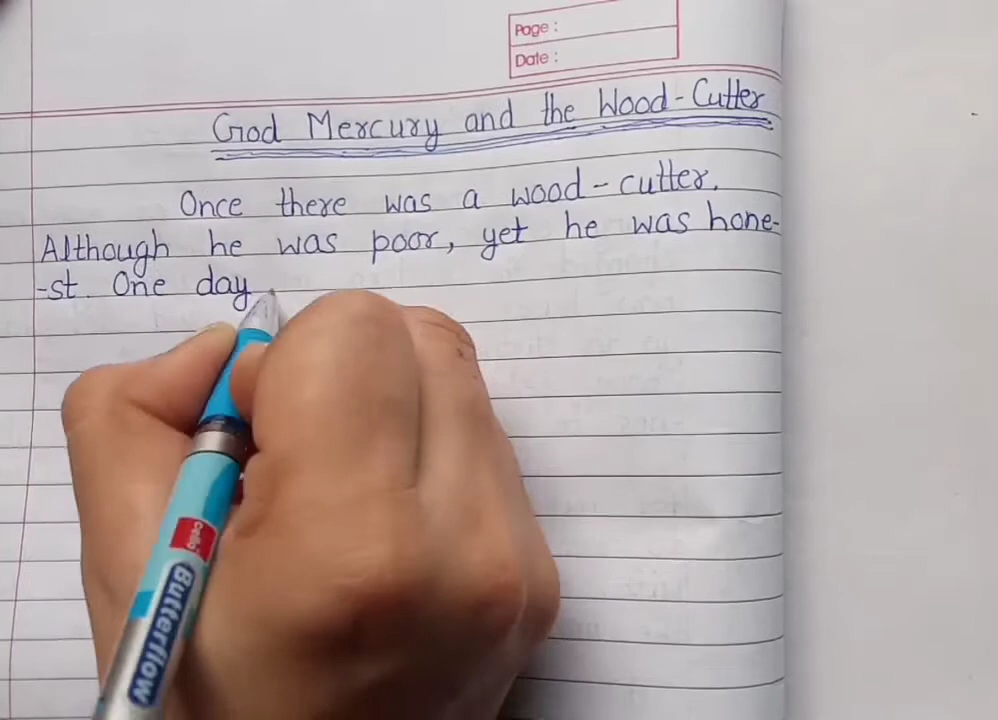 Page :
Date :
God Mercury and the Wood-Cutter
Once there was a wood-cutter.
Although he was poor, yet he was hone-
-st. One day
Cello
Butterflow